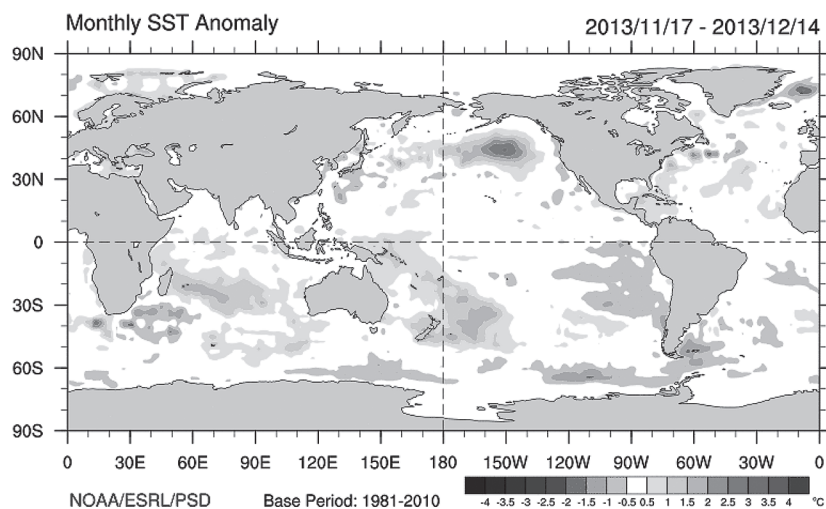 Monthly SST Anomaly 2013/11/17 - 2013/12/14
90N
60N
30N
0
30S
60S
90S
0 30E 60E 90E 120E 150E 180 150W 120W 90W 60W 30W 0
NOAA/ESRL/PSD Base Period: 1981-2010
-4 -3.5 -3 -2.5 -2 -1.5 -1 -0.5 0.5 1 1.5 2 2.5 3 3.5 4 °C